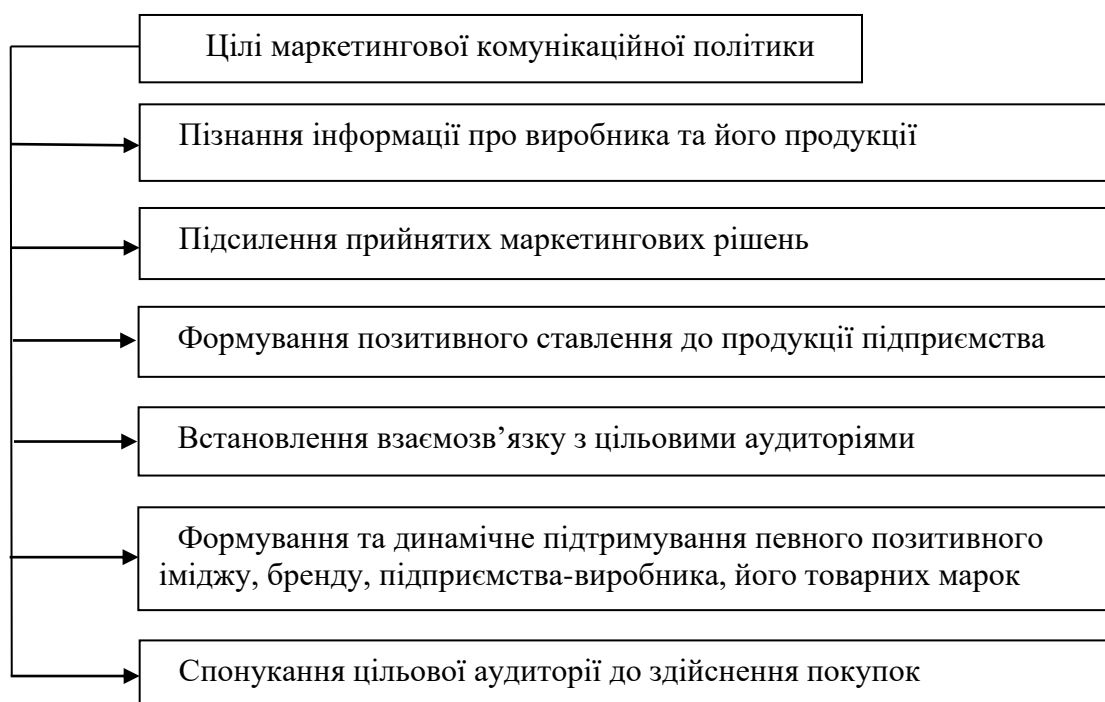 Цілі маркетингової комунікаційної політики
Пізнання інформації про виробника та його продукції
Підсилення прийнятих маркетингових рішень
Формування позитивного ставлення до продукції підприємства
Встановлення взаємозв’язку з цільовими аудиторіями
Формування та динамічне підтримування певного позитивного
іміджу, бренду, підприємства-виробника, його товарних марок
Спонукання цільової аудиторії до здійснення покупок